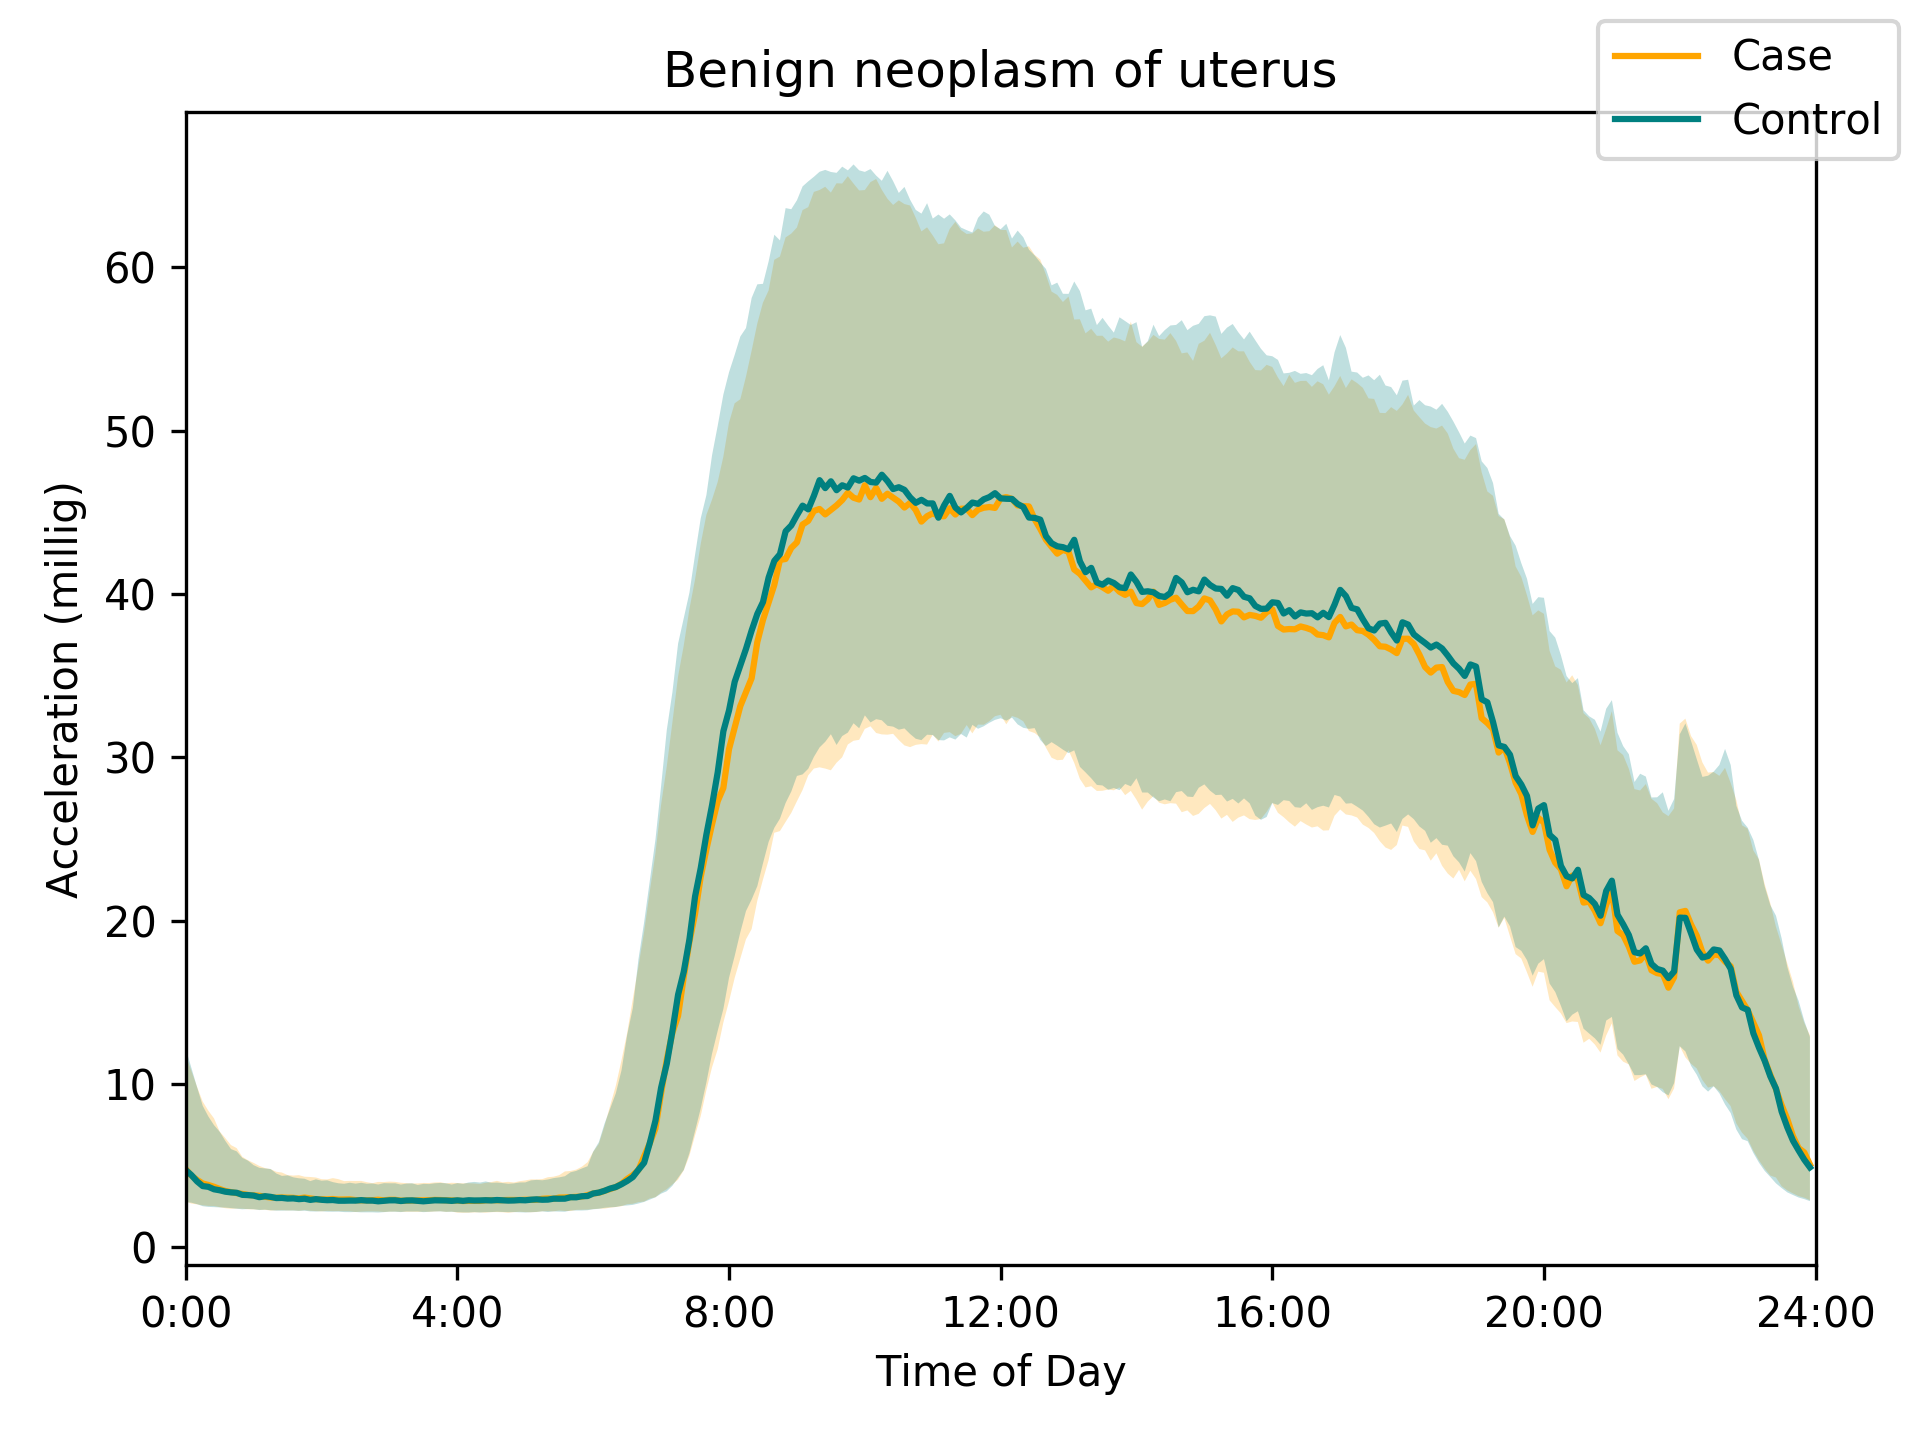 Benign neoplasm of uterus
Case
Control
Acceleration (millig)
60
50
40
30
20
10
0
0:00 4:00 8:00 12:00 16:00 20:00 24:00
Time of Day